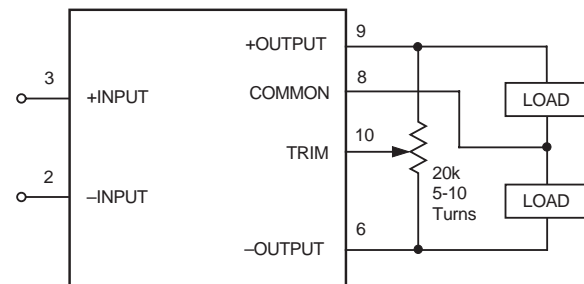 9
+OUTPUT
8
3
+INPUT
COMMON
LOAD
10
TRIM
20k
5-10
Turns
2
–INPUT
LOAD
6
–OUTPUT